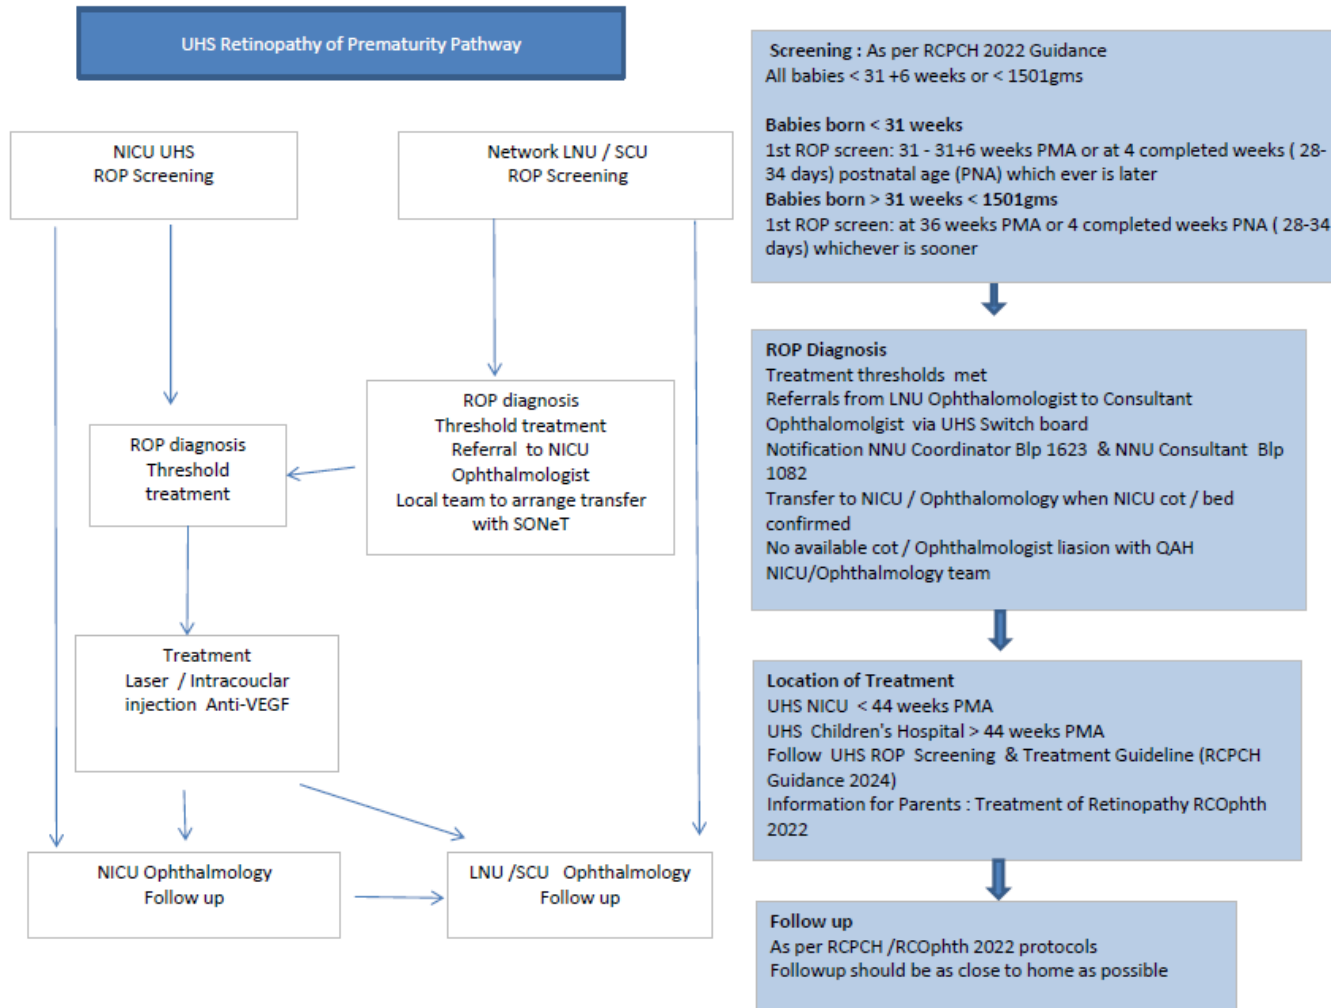 UHS Retinopathy of Prematurity Pathway
NICU UHS
ROP Screening
Network LNU / SCU
ROP Screening
ROP diagnosis
Threshold
treatment
ROP diagnosis
Threshold treatment
Referral to NICU
Ophthalmologist
Local team to arrange transfer
with SONeT
Treatment
Laser / Intracouclar
injection Anti-VEGF
NICU Ophthalmology
Follow up
LNU /SCU Ophthalmology
Follow up
Screening : As per RCPCH 2022 Guidance
All babies < 31 +6 weeks or < 1501gms
Babies born < 31 weeks
1st ROP screen: 31 - 31+6 weeks PMA or at 4 completed weeks ( 28-
34 days) postnatal age (PNA) which ever is later
Babies born > 31 weeks < 1501gms
1st ROP screen: at 36 weeks PMA or 4 completed weeks PNA ( 28-34
days) whichever is sooner
ROP Diagnosis
Treatment thresholds met
Referrals from LNU Ophthalomologist to Consultant
Ophthalomolgist via UHS Switch board
Notification NNU Coordinator Blp 1623 & NNU Consultant Blp
1082
Transfer to NICU / Ophthalomology when NICU cot / bed
confirmed
No available cot / Ophthalmologist liasion with QAH
NICU/Ophthalmology team
Location of Treatment
UHS NICU < 44 weeks PMA
UHS Children's Hospital > 44 weeks PMA
Follow UHS ROP Screening & Treatment Guideline (RCPCH
Guidance 2024)
Information for Parents : Treatment of Retinopathy RCOphth
2022
Follow up
As per RCPCH /RCOphth 2022 protocols
Followup should be as close to home as possible